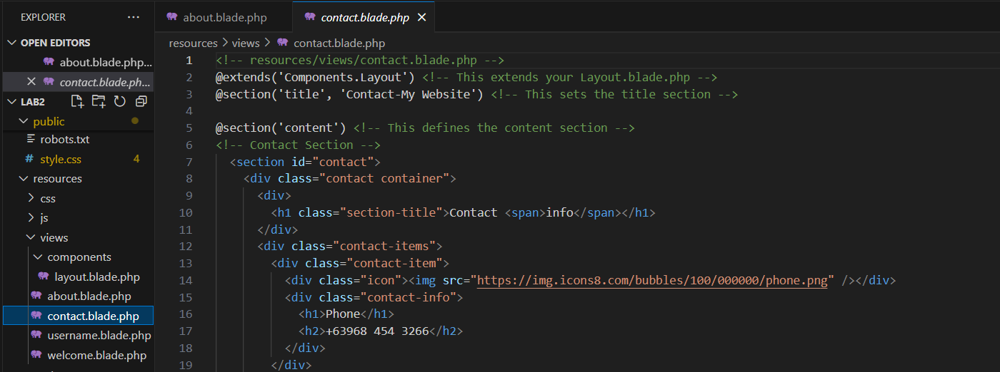 EXPLORER ···
OPEN EDITORS
about.blade.php...
contact.blade.ph...
LAB2
public
robots.txt
# style.css 4
resources
css
js
views
components
layout.blade.php
about.blade.php
contact.blade.php
username.blade.php
welcome.blade.php
about.blade.php contact.blade.php
resources > views > contact.blade.php
1 <!-- resources/views/contact.blade.php -->
2 @extends('Components.Layout') <!-- This extends your Layout.blade.php -->
3 @section('title', 'Contact-My Website') <!-- This sets the title section -->
4
5 @section('content') <!-- This defines the content section -->
6 <!-- Contact Section -->
7 <section id="contact">
8 <div class="contact container">
9 <div>
10 <h1 class="section-title">Contact <span>info</span></h1>
11 </div>
12 <div class="contact-items">
13 <div class="contact-item">
14 <div class="icon"><img src="https://img.icons8.com/bubbles/100/000000/phone.png" /></div>
15 <div class="contact-info">
16 <h1>Phone</h1>
17 <h2>+63968 454 3266</h2>
18 </div>
19 </div>